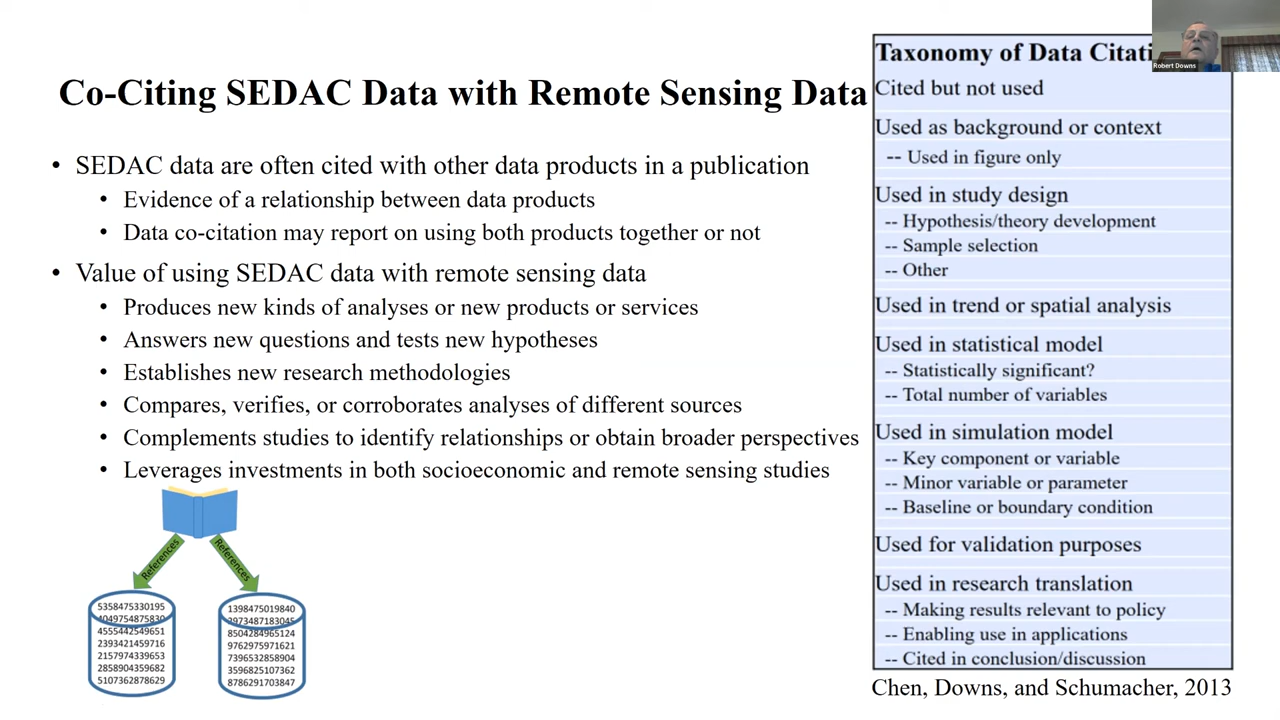 Co-Citing SEDAC Data with Remote Sensing Data
• SEDAC data are often cited with other data products in a publication
• Evidence of a relationship between data products
• Data co-citation may report on using both products together or not
• Value of using SEDAC data with remote sensing data
• Produces new kinds of analyses or new products or services
• Answers new questions and tests new hypotheses
• Establishes new research methodologies
• Compares, verifies, or corroborates analyses of different sources
• Complements studies to identify relationships or obtain broader perspectives
• Leverages investments in both socioeconomic and remote sensing studies
References
References
5358475330195
4049754875830
4555442549651
2393421459716
2157974339653
2858904359682
5107362878629
1398475019840
2973487183045
8504284965124
9762975971621
7396532858904
3596825107362
8786291703847
Robert Downs
Taxonomy of Data Citati
Cited but not used
Used as background or context
-- Used in figure only
Used in study design
-- Hypothesis/theory development
-- Sample selection
-- Other
Used in trend or spatial analysis
Used in statistical model
-- Statistically significant?
-- Total number of variables
Used in simulation model
-- Key component or variable
-- Minor variable or parameter
-- Baseline or boundary condition
Used for validation purposes
Used in research translation
-- Making results relevant to policy
-- Enabling use in applications
-- Cited in conclusion/discussion
Chen, Downs, and Schumacher, 2013